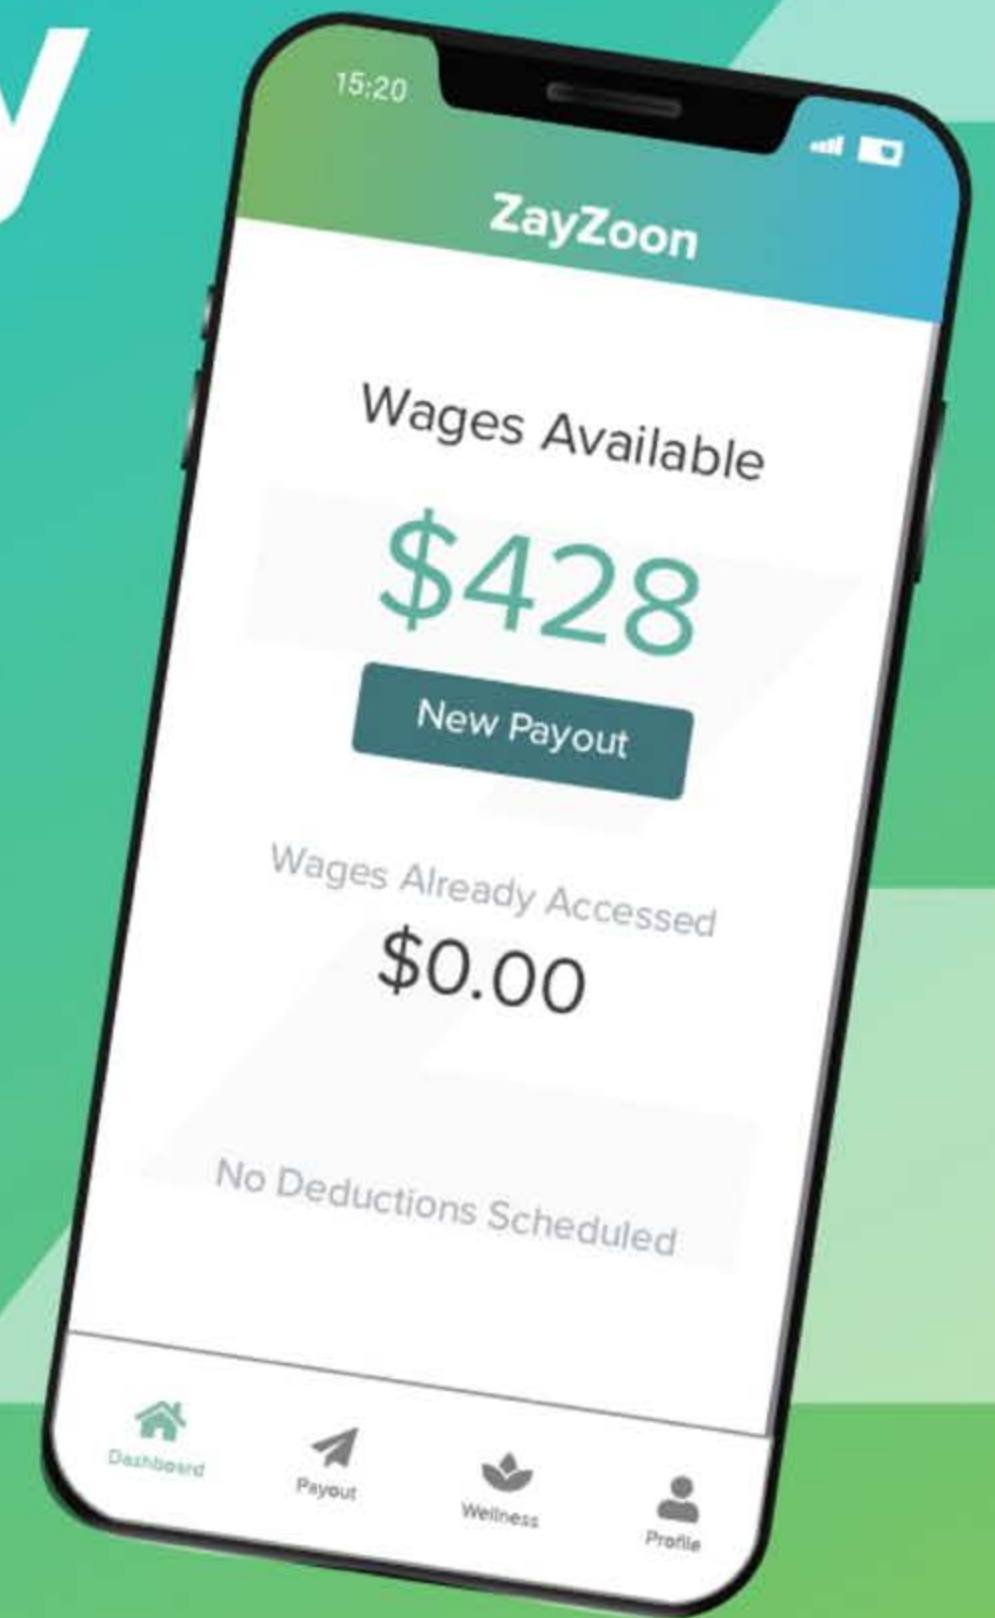 y
15:20
ZayZoon
Wages Available
$428
New Payout
Wages Already Accessed
$0.00
No Deductions Scheduled
Dashboard
Payout
Wellness
Profile